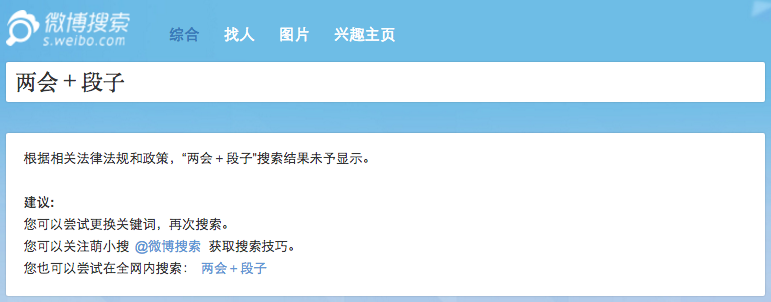 微博搜索
s.weibo.com
综合 找人 图片 兴趣主页
两会＋段子
根据相关法律法规和政策，“两会＋段子”搜索结果未予显示。
建议:
您可以尝试更换关键词，再次搜索。
您可以关注萌小搜 @微博搜索 获取搜索技巧。
您也可以尝试在全网内搜索： 两会＋段子